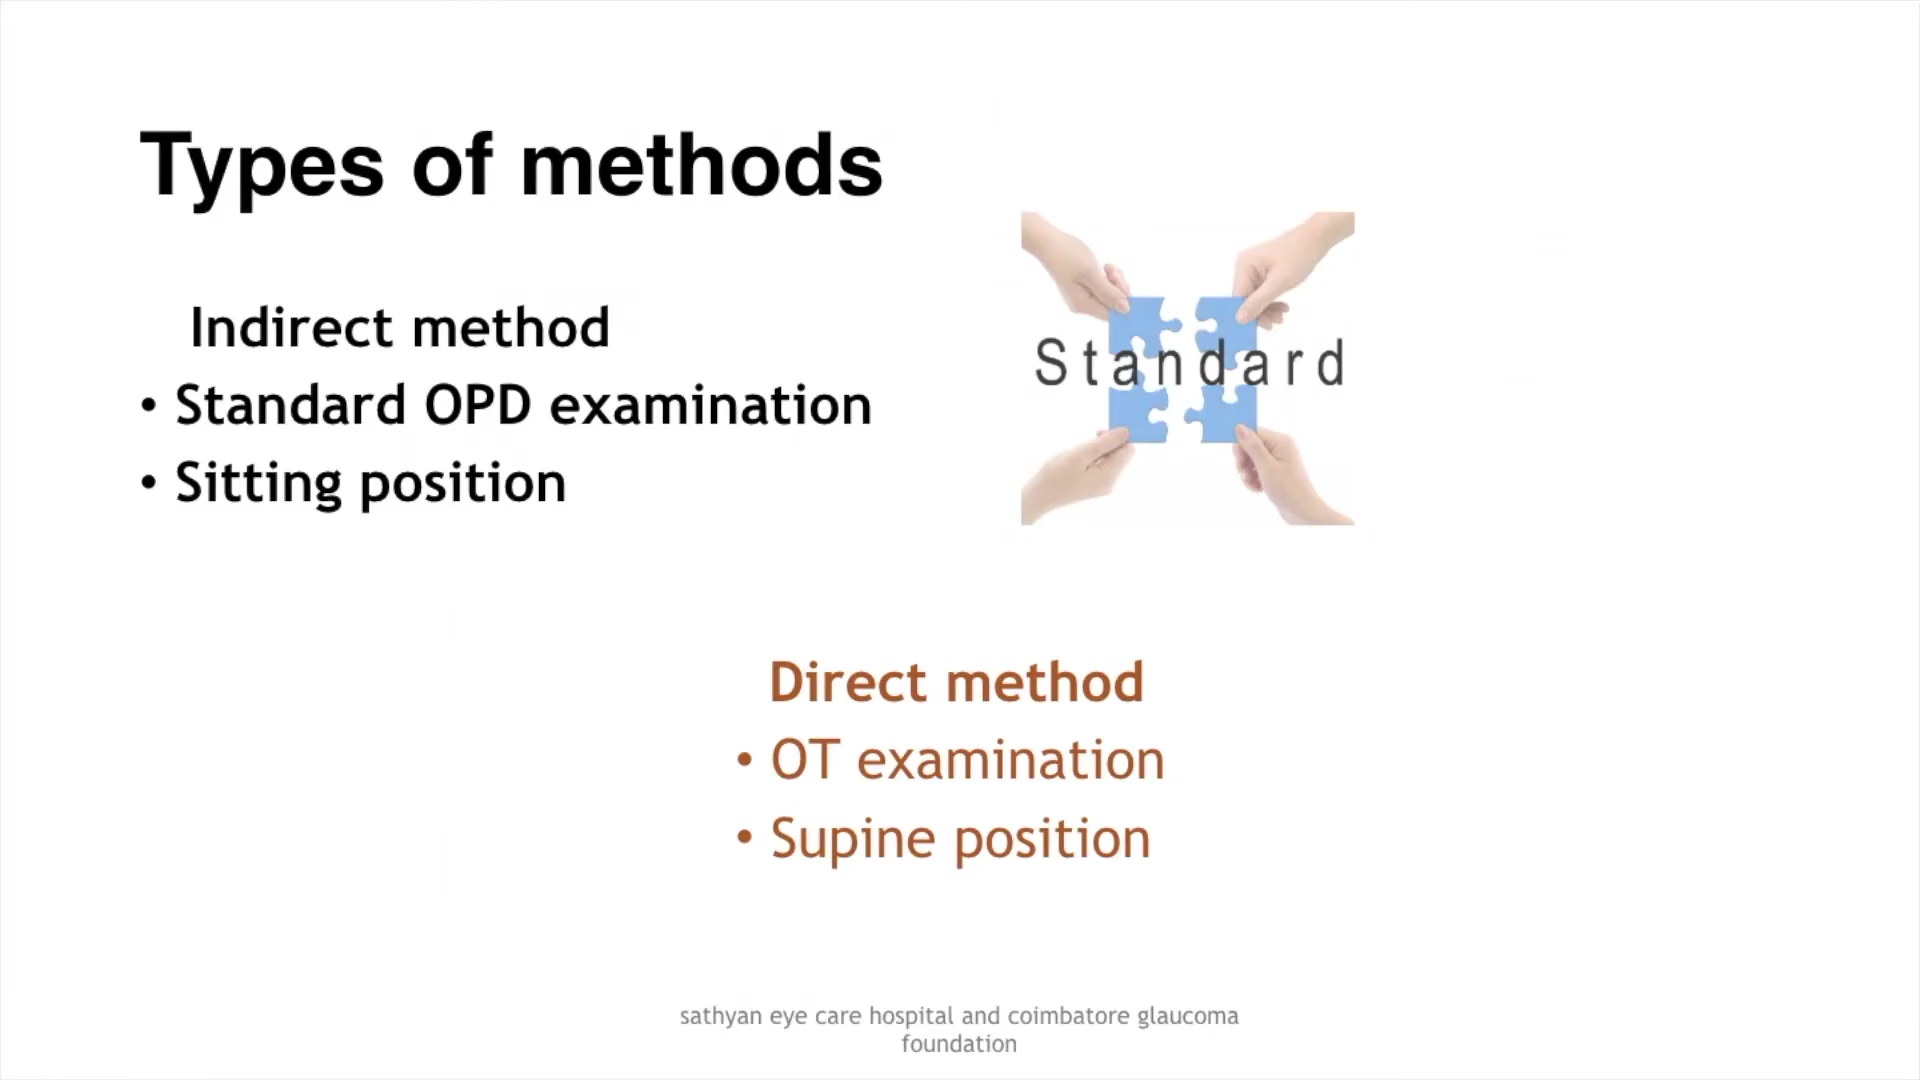 Types of methods
Indirect method
• Standard OPD examination
• Sitting position
Standard
Direct method
• OT examination
• Supine position
sathyan eye care hospital and coimbatore glaucoma
foundation